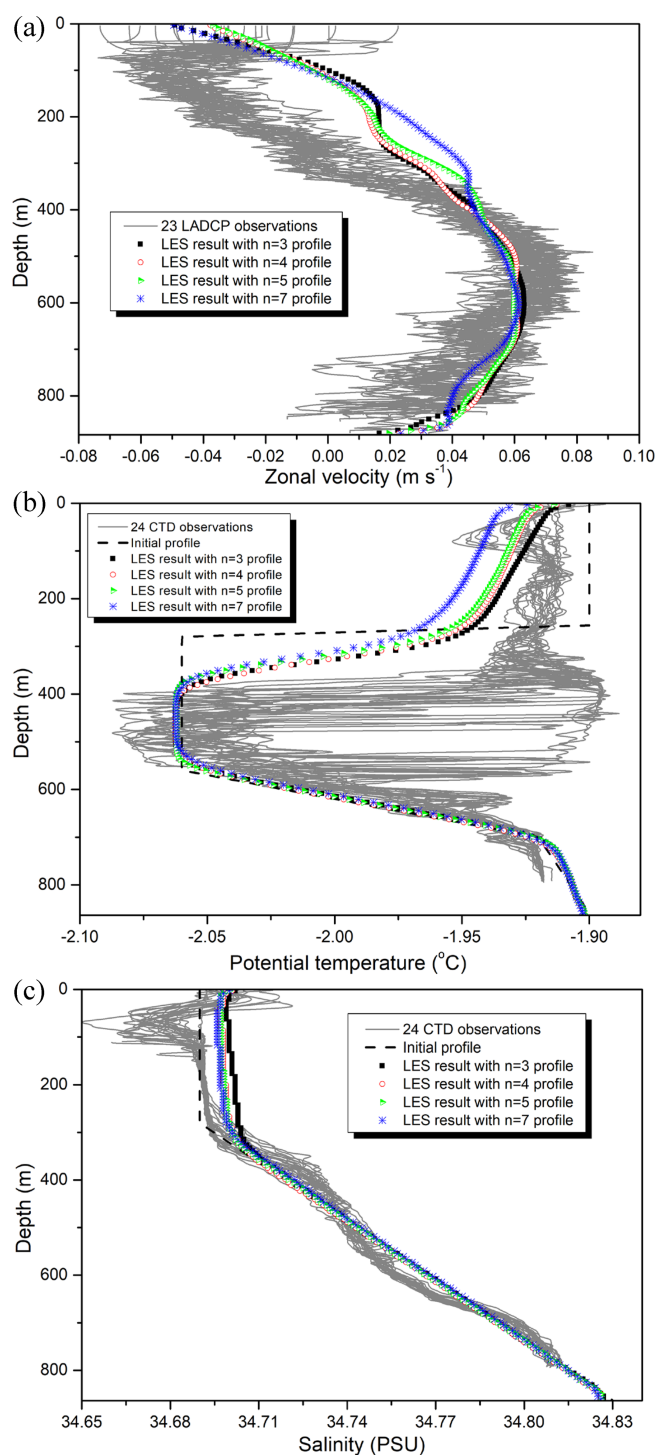 (a)
0
200
400
600
800
Depth (m)
23 LADCP observations
LES result with n=3 profile
LES result with n=4 profile
LES result with n=5 profile
LES result with n=7 profile
-0.08 -0.06 -0.04 -0.02 0.00 0.02 0.04 0.06 0.08 0.10
Zonal velocity (m s⁻¹)
(b)
0
200
400
600
800
Depth (m)
24 CTD observations
Initial profile
LES result with n=3 profile
LES result with n=4 profile
LES result with n=5 profile
LES result with n=7 profile
-2.10 -2.05 -2.00 -1.95 -1.90
Potential temperature (°C)
(c)
0
200
400
600
800
Depth (m)
24 CTD observations
Initial profile
LES result with n=3 profile
LES result with n=4 profile
LES result with n=5 profile
LES result with n=7 profile
34.65 34.68 34.71 34.74 34.77 34.80 34.83
Salinity (PSU)